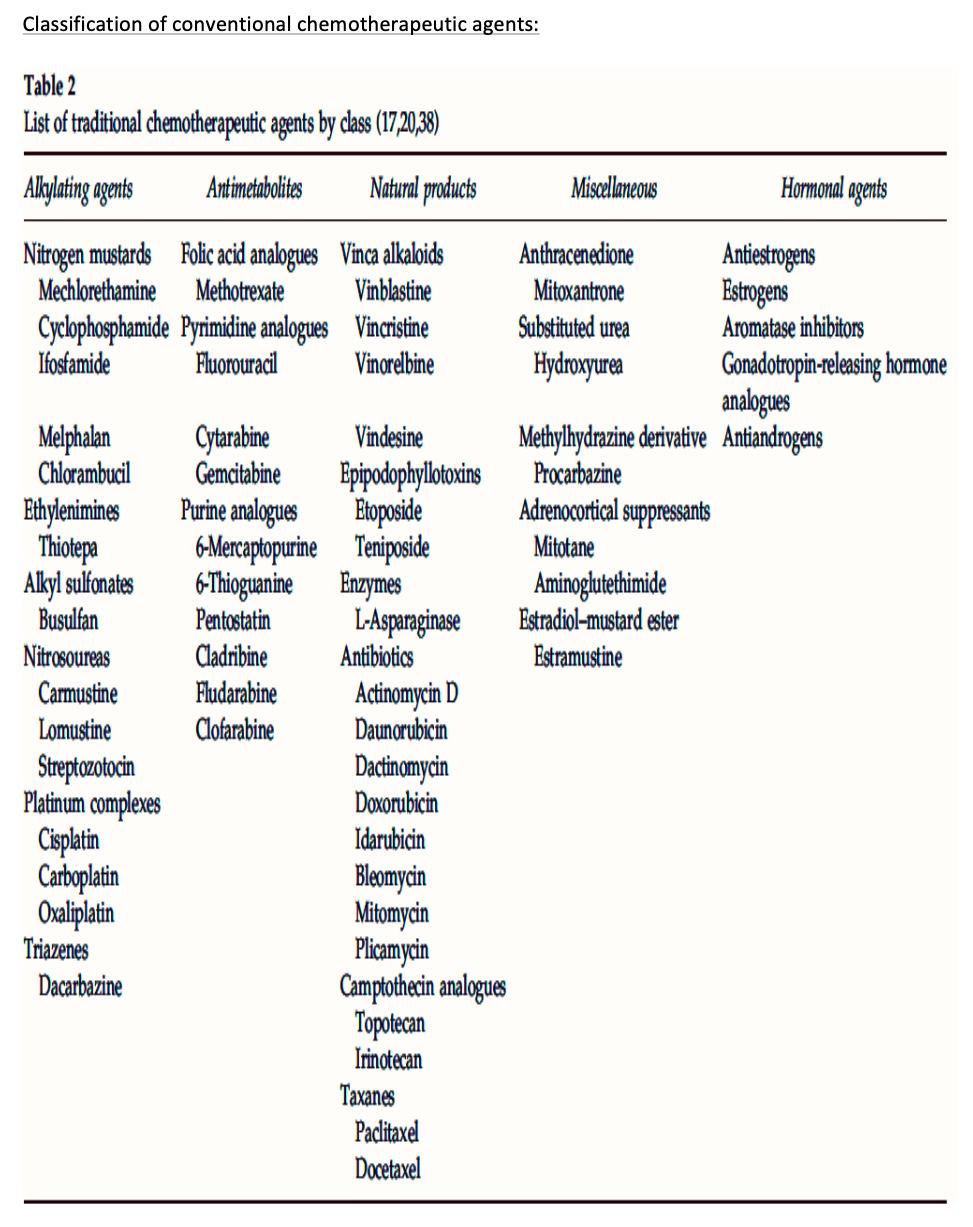 Classification of conventional chemotherapeutic agents:
Table 2
List of traditional chemotherapeutic agents by class (17,20,38)
Alkylating agents Antimetabolites Natural products Miscellaneous Hormonal agents
Nitrogen mustards Folic acid analogues Vinca alkaloids Anthracenedione Antiestrogens
Mechlorethamine Methotrexate Vinblastine Mitoxantrone Estrogens
Cyclophosphamide Pyrimidine analogues Vincristine Substituted urea Aromatase inhibitors
Ifosfamide Fluorouracil Vinorelbine Hydroxyurea Gonadotropin-releasing hormone
analogues
Melphalan Cytarabine Vindesine Methylhydrazine derivative Antiandrogens
Chlorambucil Gemcitabine Epipodophyllotoxins Procarbazine
Ethylenimines Purine analogues Etoposide Adrenocortical suppressants
Thiotepa 6-Mercaptopurine Teniposide Mitotane
Alkyl sulfonates 6-Thioguanine Enzymes Aminoglutethimide
Busulfan Pentostatin L-Asparaginase Estradiol–mustard ester
Nitrosoureas Cladribine Antibiotics Estramustine
Carmustine Fludarabine Actinomycin D
Lomustine Clofarabine Daunorubicin
Streptozotocin Dactinomycin
Platinum complexes Doxorubicin
Cisplatin Idarubicin
Carboplatin Bleomycin
Oxaliplatin Mitomycin
Triazenes Plicamycin
Dacarbazine Camptothecin analogues
Topotecan
Irinotecan
Taxanes
Paclitaxel
Docetaxel